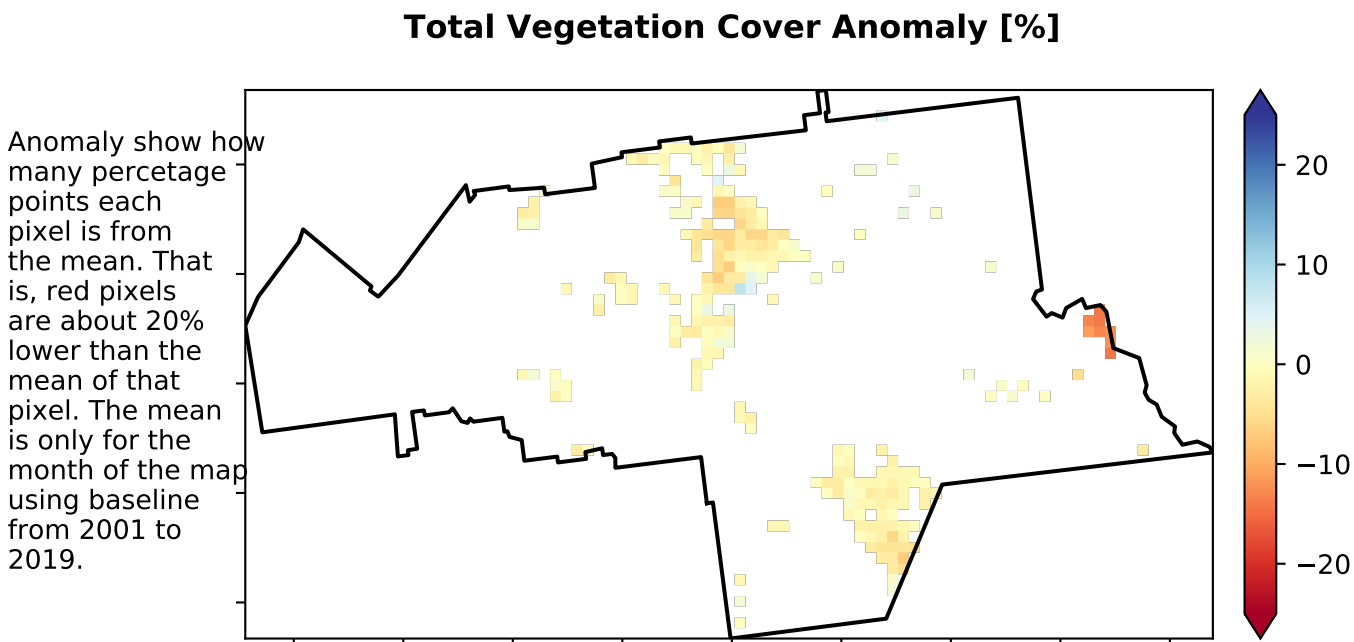 Total Vegetation Cover Anomaly [%]
Anomaly show how
many percetage
points each
pixel is from
the mean. That
is, red pixels
are about 20%
lower than the
mean of that
pixel. The mean
is only for the
month of the map
using baseline
from 2001 to
2019.
20
10
0
−10
−20